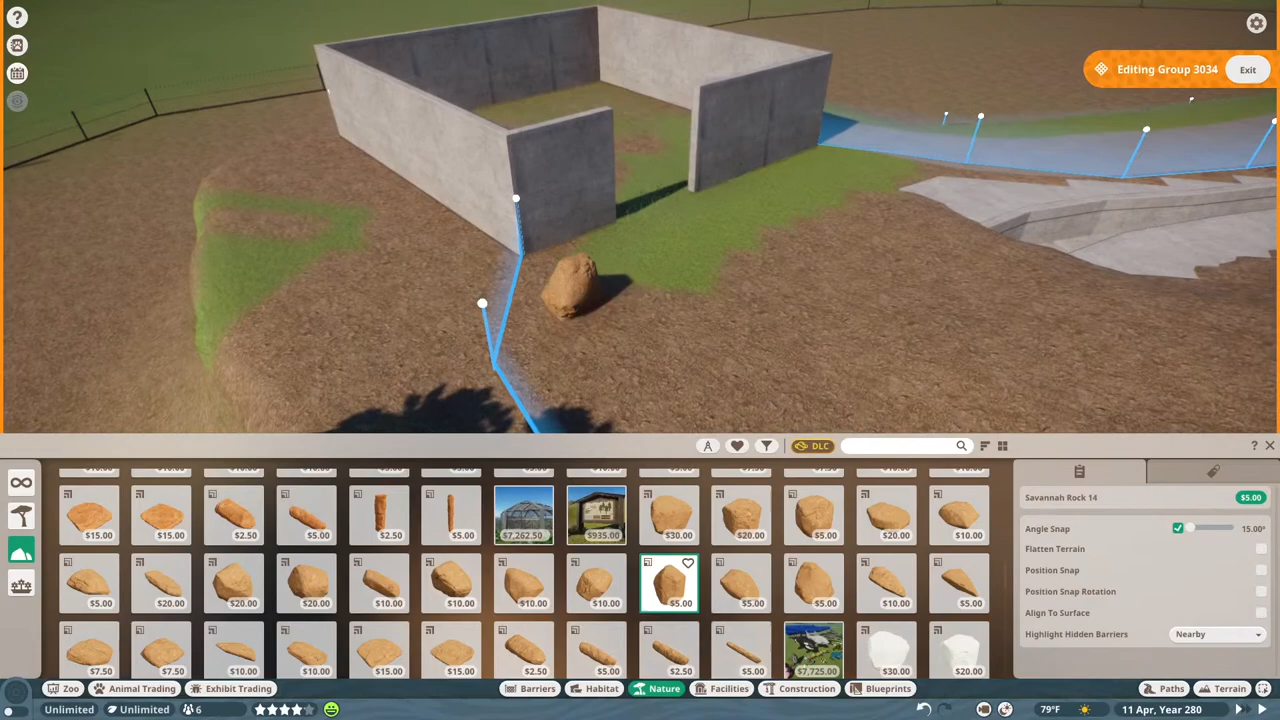 ?
Editing Group 3034
Exit
DLC
?
$15.00
$15.00
$2.50
$5.00
$2.50
$5.00
$7,262.50
$935.00
$30.00
$20.00
$5.00
$20.00
$10.00
$5.00
$20.00
$20.00
$20.00
$10.00
$10.00
$10.00
$10.00
$5.00
$5.00
$5.00
$10.00
$5.00
$7.50
$7.50
$10.00
$10.00
$15.00
$15.00
$2.50
$5.00
$2.50
$5.00
$7,725.00
$30.00
$20.00
Savannah Rock 14
$5.00
Angle Snap
15.00°
Flatten Terrain
Position Snap
Position Snap Rotation
Align To Surface
Highlight Hidden Barriers
Nearby
Zoo
Animal Trading
Exhibit Trading
Barriers
Habitat
Nature
Facilities
Construction
Blueprints
Paths
Terrain
Unlimited
Unlimited
6
79°F
11 Apr, Year 280